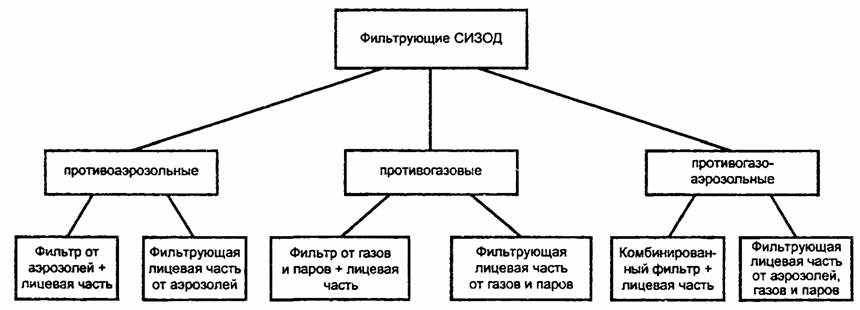 Фильтрующие СИЗОД
противоаэрозольные
противогазовые
противогазо-
аэрозольные
Фильтр от
аэрозолей +
лицевая часть
Фильтрующая
лицевая часть
от аэрозолей
Фильтр от газов
и паров + лицевая
часть
Фильтрующая
лицевая часть
от газов и паров
Комбинирован-
ный фильтр +
лицевая часть
Фильтрующая
лицевая часть
от аэрозолей,
газов и паров